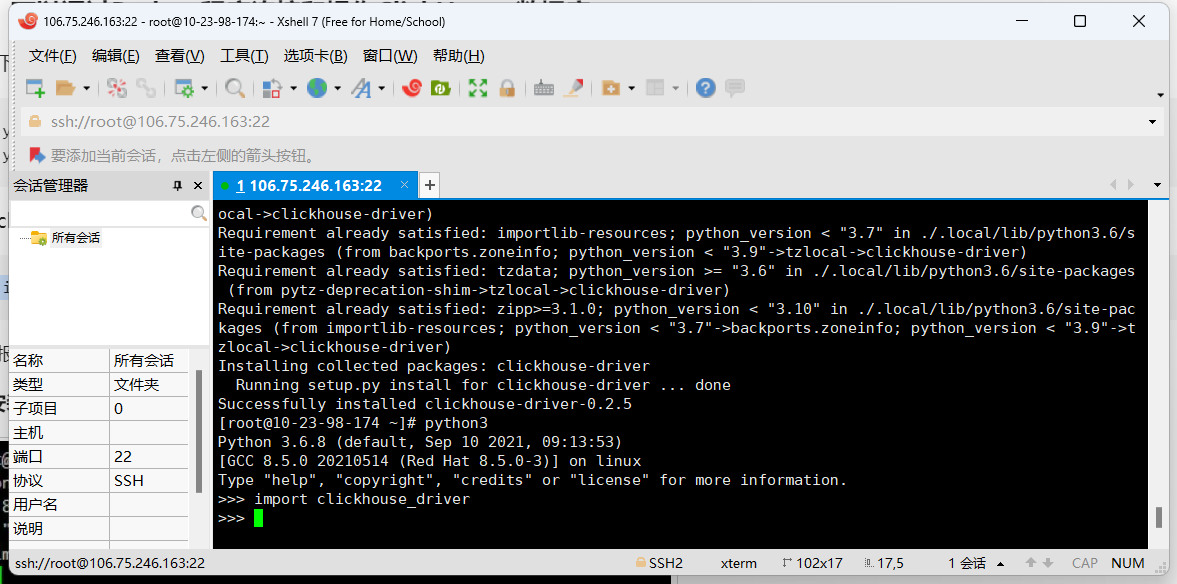 106.75.246.163:22 - root@10-23-98-174:~ - Xshell 7 (Free for Home/School)
文件(F) 编辑(E) 查看(V) 工具(T) 选项卡(B) 窗口(W) 帮助(H)
ssh://root@106.75.246.163:22
要添加当前会话，点击左侧的箭头按钮。
会话管理器
所有会话
名称 所有会话
类型 文件夹
子项目 0
主机
端口 22
协议 SSH
用户名
说明
1 106.75.246.163:22
ocal->clickhouse-driver)
Requirement already satisfied: importlib-resources; python_version < "3.7" in ./.local/lib/python3.6/s
ite-packages (from backports.zoneinfo; python_version < "3.9"->tzlocal->clickhouse-driver)
Requirement already satisfied: tzdata; python_version >= "3.6" in ./.local/lib/python3.6/site-packages
(from pytz-deprecation-shim->tzlocal->clickhouse-driver)
Requirement already satisfied: zipp>=3.1.0; python_version < "3.10" in ./.local/lib/python3.6/site-pac
kages (from importlib-resources; python_version < "3.7"->backports.zoneinfo; python_version < "3.9"->t
zlocal->clickhouse-driver)
Installing collected packages: clickhouse-driver
Running setup.py install for clickhouse-driver ... done
Successfully installed clickhouse-driver-0.2.5
[root@10-23-98-174 ~]# python3
Python 3.6.8 (default, Sep 10 2021, 09:13:53)
[GCC 8.5.0 20210514 (Red Hat 8.5.0-3)] on linux
Type "help", "copyright", "credits" or "license" for more information.
>>> import clickhouse_driver
>>>
ssh://root@106.75.246.163:22 SSH2 xterm 102x17 17,5 1 会话 CAP NUM